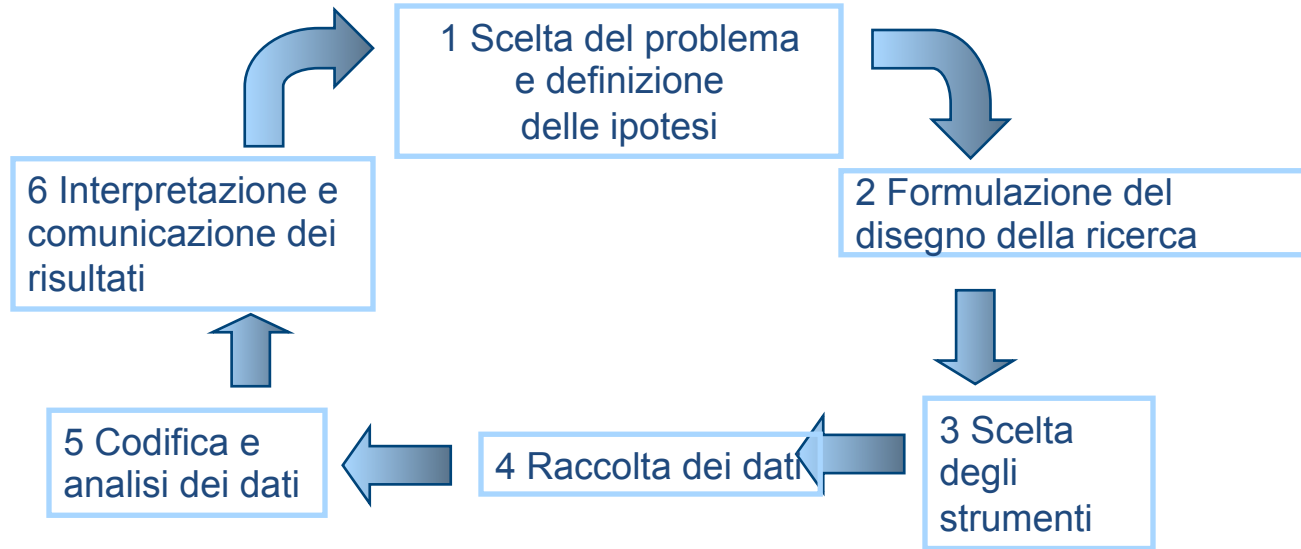 1 Scelta del problema
e definizione
delle ipotesi
2 Formulazione del
disegno della ricerca
3 Scelta
degli
strumenti
4 Raccolta dei dati
5 Codifica e
analisi dei dati
6 Interpretazione e
comunicazione dei
risultati